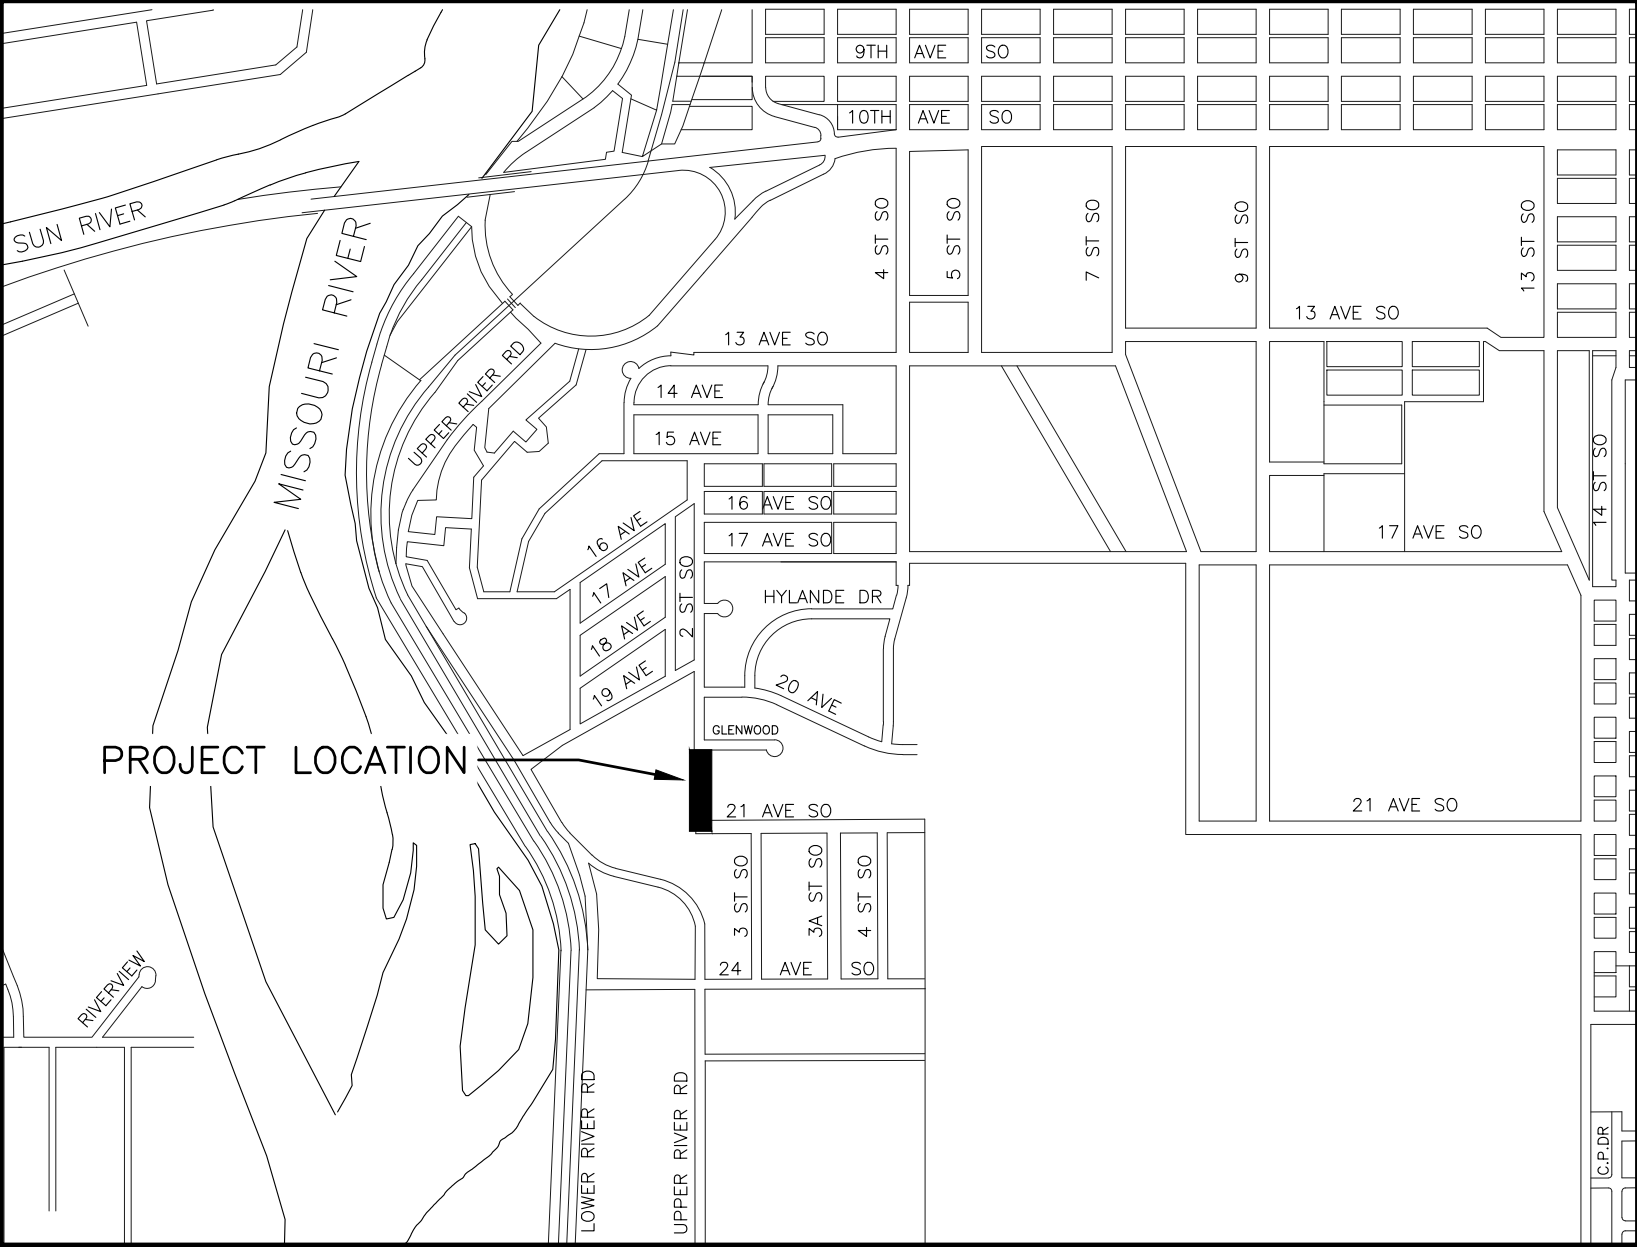 9TH AVE SO
10TH AVE SO
SUN RIVER
MISSOURI RIVER
4 ST SO
5 ST SO
7 ST SO
9 ST SO
13 ST SO
13 AVE SO
13 AVE SO
UPPER RIVER RD
14 AVE
15 AVE
14 ST SO
16 AVE SO
17 AVE SO
17 AVE SO
16 AVE
17 AVE
18 AVE
19 AVE
2 ST SO
HYLANDE DR
20 AVE
GLENWOOD
PROJECT LOCATION
21 AVE SO
21 AVE SO
3 ST SO
3A ST SO
4 ST SO
24 AVE SO
RIVERVIEW
LOWER RIVER RD
UPPER RIVER RD
C.P.DR